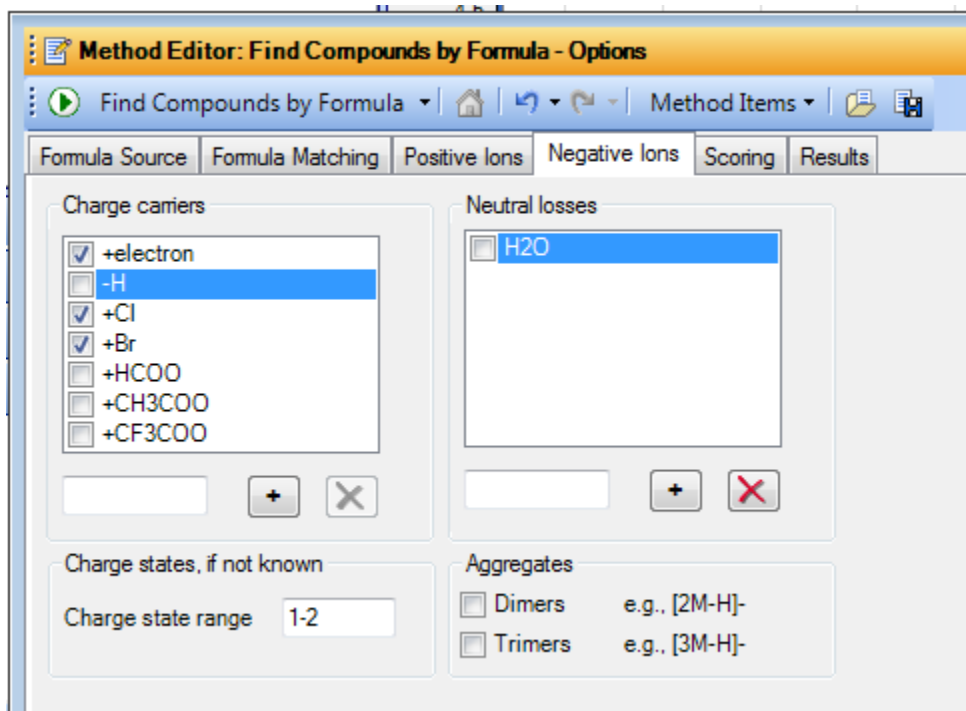 Method Editor: Find Compounds by Formula - Options
Find Compounds by Formula Method Items
Formula Source Formula Matching Positive Ions Negative Ions Scoring Results
Charge carriers
+electron
-H
+Cl
+Br
+HCOO
+CH3COO
+CF3COO
+
Neutral losses
H2O
+
Charge states, if not known
Charge state range 1-2
Aggregates
Dimers e.g., [2M-H]-
Trimers e.g., [3M-H]-